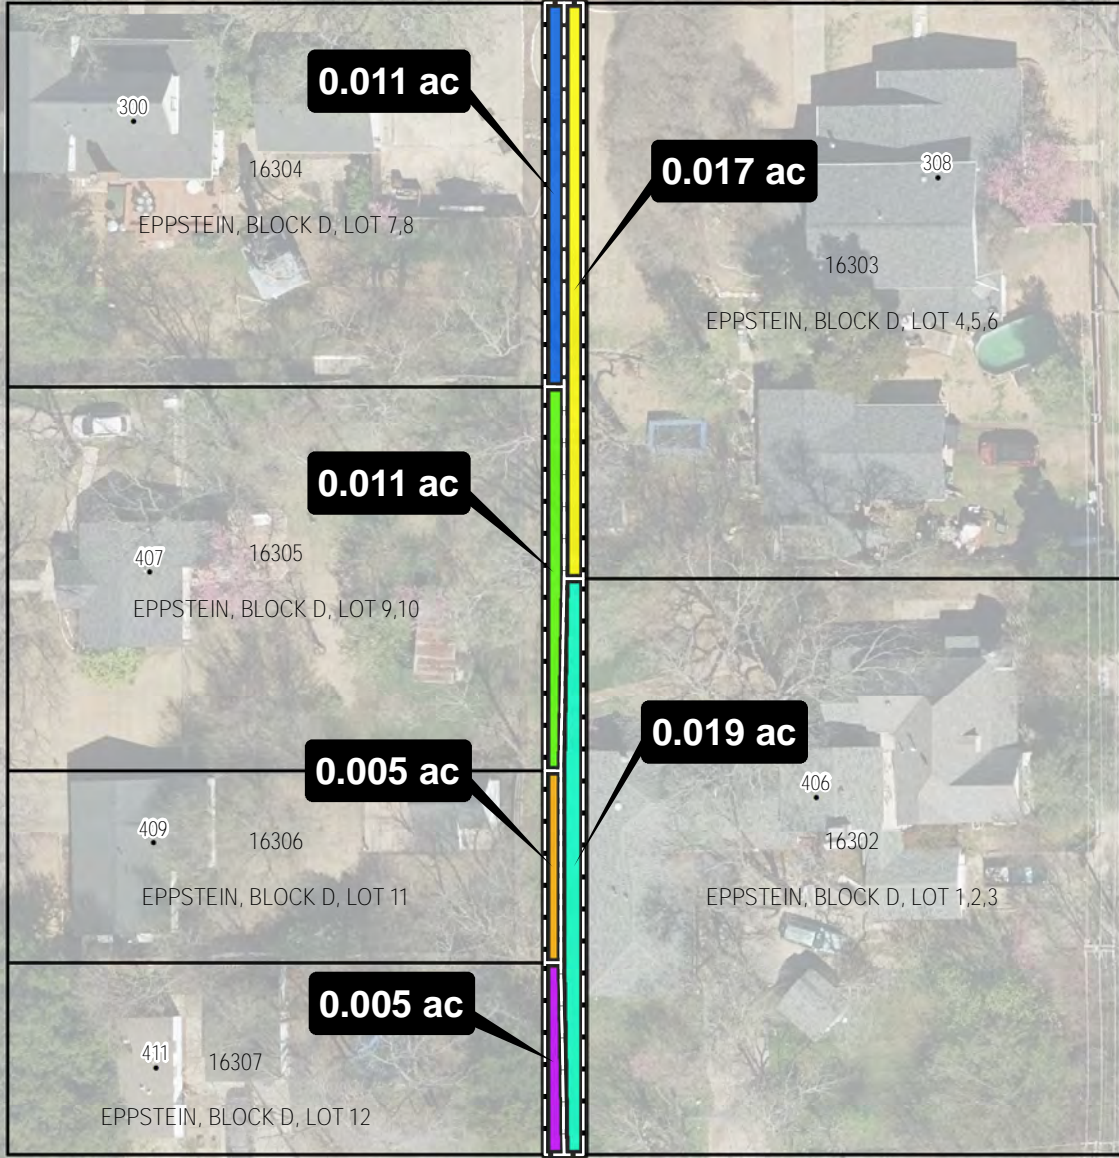 0.011 ac
300
16304
EPPSTEIN, BLOCK D, LOT 7,8
0.017 ac
308
16303
EPPSTEIN, BLOCK D, LOT 4,5,6
0.011 ac
407
16305
EPPSTEIN, BLOCK D, LOT 9,10
0.005 ac
409
16306
EPPSTEIN, BLOCK D, LOT 11
0.019 ac
406
16302
EPPSTEIN, BLOCK D, LOT 1,2,3
0.005 ac
411
16307
EPPSTEIN, BLOCK D, LOT 12